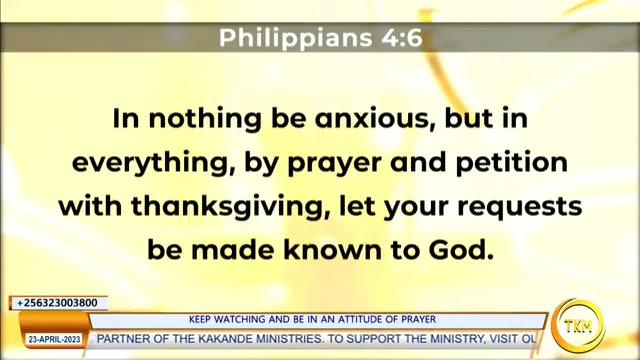 Philippians 4:6
In nothing be anxious, but in
everything, by prayer and petition
with thanksgiving, let your requests
be made known to God.
+256323003800
KEEP WATCHING AND BE IN AN ATTITUDE OF PRAYER
23-APRIL-2023
PARTNER OF THE KAKANDE MINISTRIES. TO SUPPORT THE MINISTRY, VISIT OU
TKM